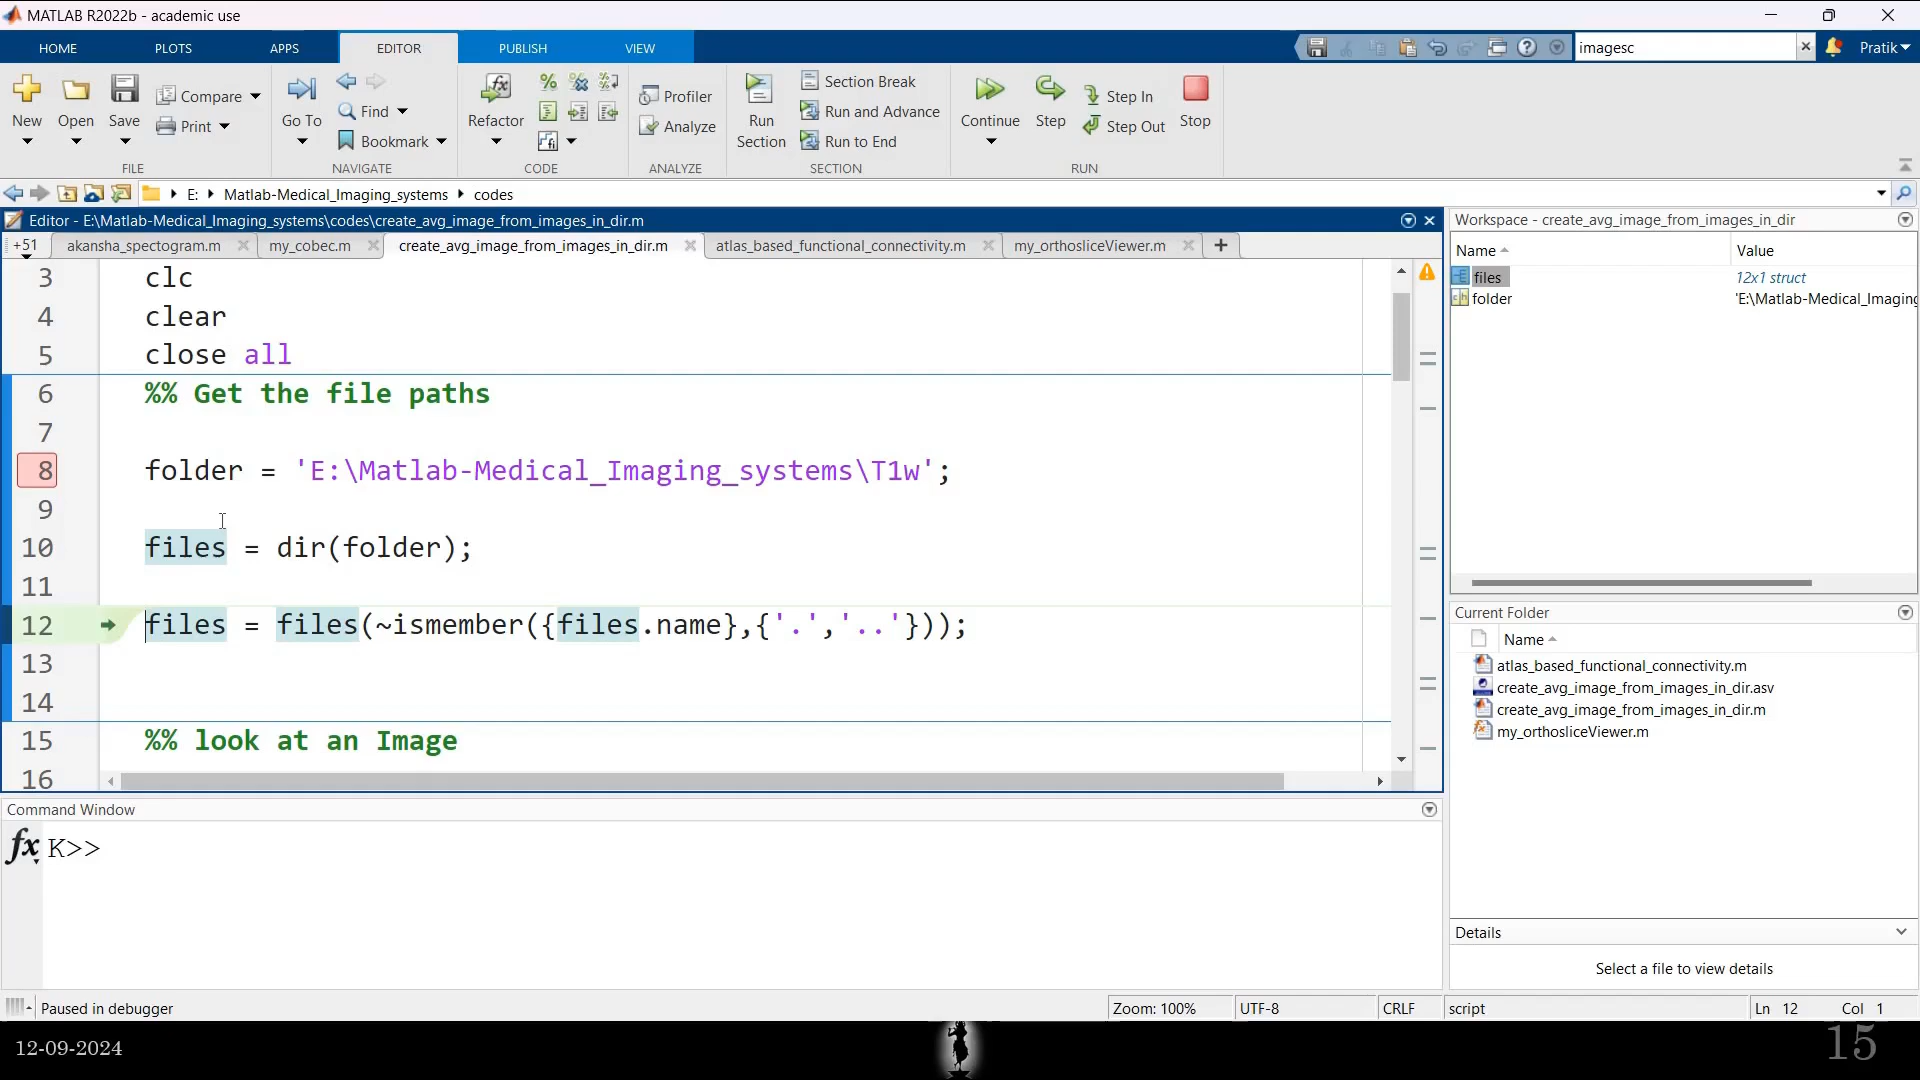 MATLAB R2022b - academic use
HOME PLOTS APPS EDITOR PUBLISH VIEW
imagesc
Pratik
New Open Save Compare Print
FILE
Go To Find Bookmark
NAVIGATE
Refactor
CODE
Profiler Analyze
ANALYZE
Run Section
Section Break
Run and Advance
Run to End
SECTION
Continue Step Step In Step Out Stop
RUN
E: Matlab-Medical_Imaging_systems codes
Editor - E:\Matlab-Medical_Imaging_systems\codes\create_avg_image_from_images_in_dir.m
+51 akansha_spectogram.m my_cobec.m create_avg_image_from_images_in_dir.m atlas_based_functional_connectivity.m my_orthosliceViewer.m +
3 clc
4 clear
5 close all
6 %% Get the file paths
7
8 folder = 'E:\Matlab-Medical_Imaging_systems\T1w';
9
10 files = dir(folder);
11
12 files = files(~ismember({files.name},{'.','..'}));
13
14
15 %% look at an Image
16
Workspace - create_avg_image_from_images_in_dir
Name Value
files 12x1 struct
folder 'E:\Matlab-Medical_Imaging
Current Folder
Name
atlas_based_functional_connectivity.m
create_avg_image_from_images_in_dir.asv
create_avg_image_from_images_in_dir.m
my_orthosliceViewer.m
Details
Select a file to view details
Command Window
fx K>>
Paused in debugger
Zoom: 100% UTF-8 CRLF script Ln 12 Col 1
12-09-2024
15